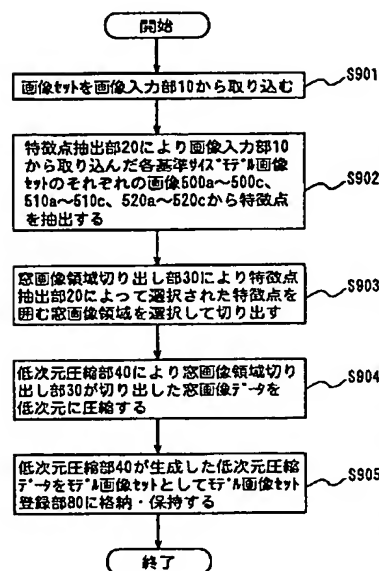 開始
画像ｾｯﾄを画像入力部10から取り込む
S901
特徴点抽出部20により画像入力部10
から取り込んだ各基準ｻｲｽﾞﾓﾃﾞﾙ画像
ｾｯﾄのそれぞれの画像500a～500c、
510a～510c、520a～520cから特徴点
を抽出する
S902
窓画像領域切り出し部30により特徴点
抽出部20によって選択された特徴点を
囲む窓画像領域を選択して切り出す
S903
低次元圧縮部40により窓画像領域切り
出し部30が切り出した窓画像ﾃﾞｰﾀを
低次元に圧縮する
S904
低次元圧縮部40が生成した低次元圧縮
ﾃﾞｰﾀをﾓﾃﾞﾙ画像ｾｯﾄとしてﾓﾃﾞﾙ画像ｾｯﾄ
登録部80に格納・保持する
S905
終了